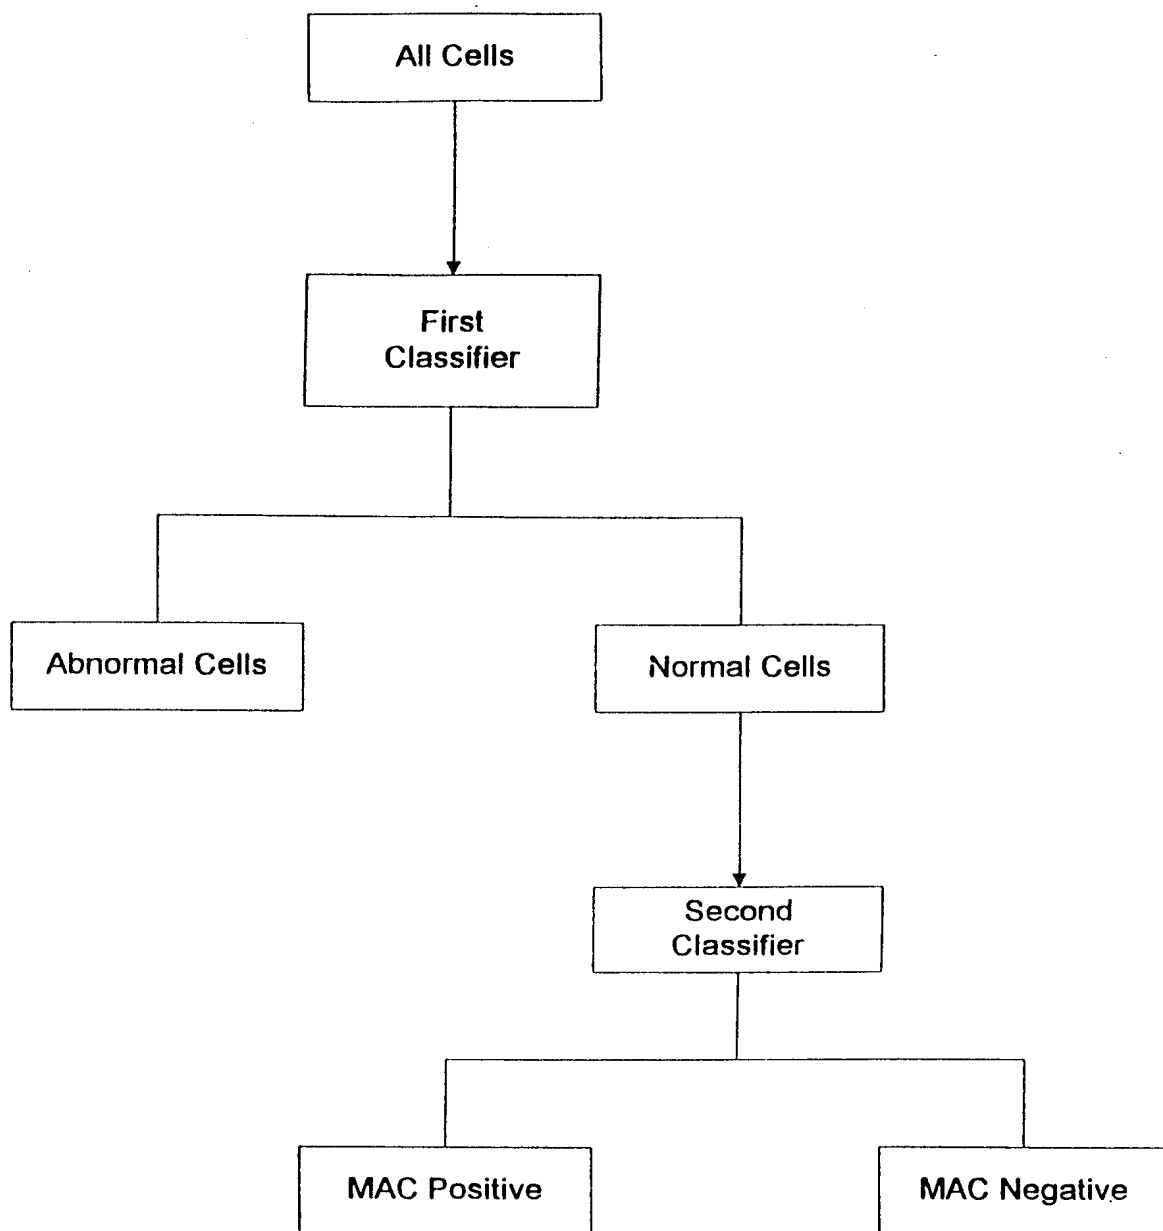 All Cells
First
Classifier
Abnormal Cells
Normal Cells
Second
Classifier
MAC Positive
MAC Negative